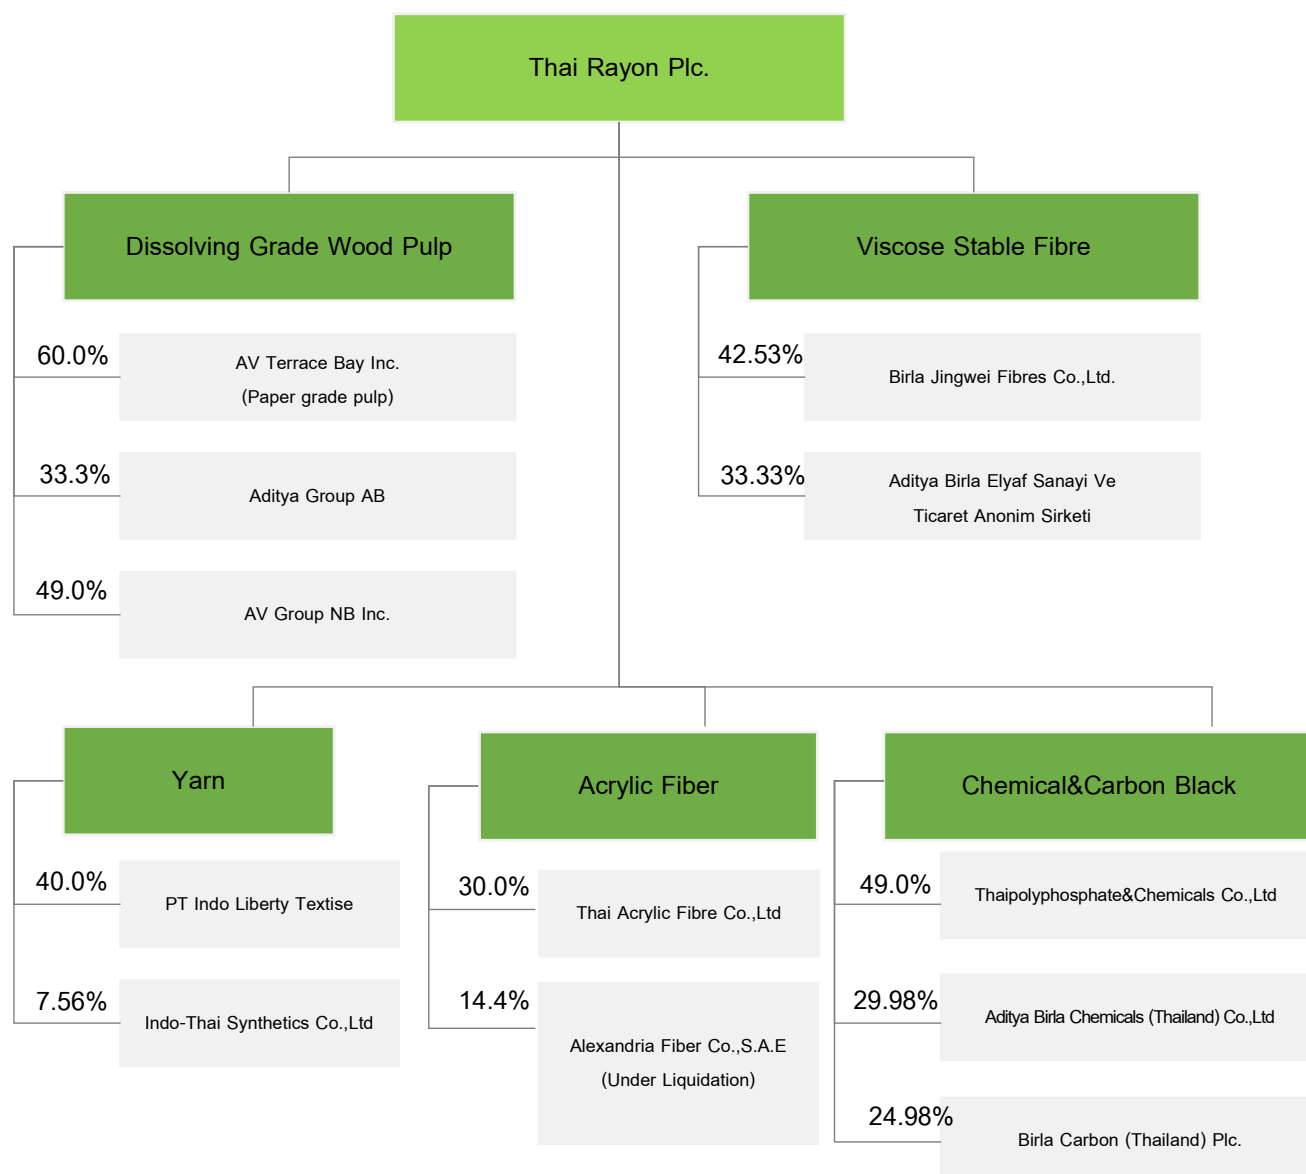 Thai Rayon Plc.
Dissolving Grade Wood Pulp
60.0%
AV Terrace Bay Inc.
(Paper grade pulp)
33.3%
Aditya Group AB
49.0%
AV Group NB Inc.
Viscose Stable Fibre
42.53%
Birla Jingwei Fibres Co.,Ltd.
33.33%
Aditya Birla Elyaf Sanayi Ve
Ticaret Anonim Sirketi
Yarn
40.0%
PT Indo Liberty Textise
7.56%
Indo-Thai Synthetics Co.,Ltd
Acrylic Fiber
30.0%
Thai Acrylic Fibre Co.,Ltd
14.4%
Alexandria Fiber Co.,S.A.E
(Under Liquidation)
Chemical&Carbon Black
49.0%
Thaipolyphosphate&Chemicals Co.,Ltd
29.98%
Aditya Birla Chemicals (Thailand) Co.,Ltd
24.98%
Birla Carbon (Thailand) Plc.